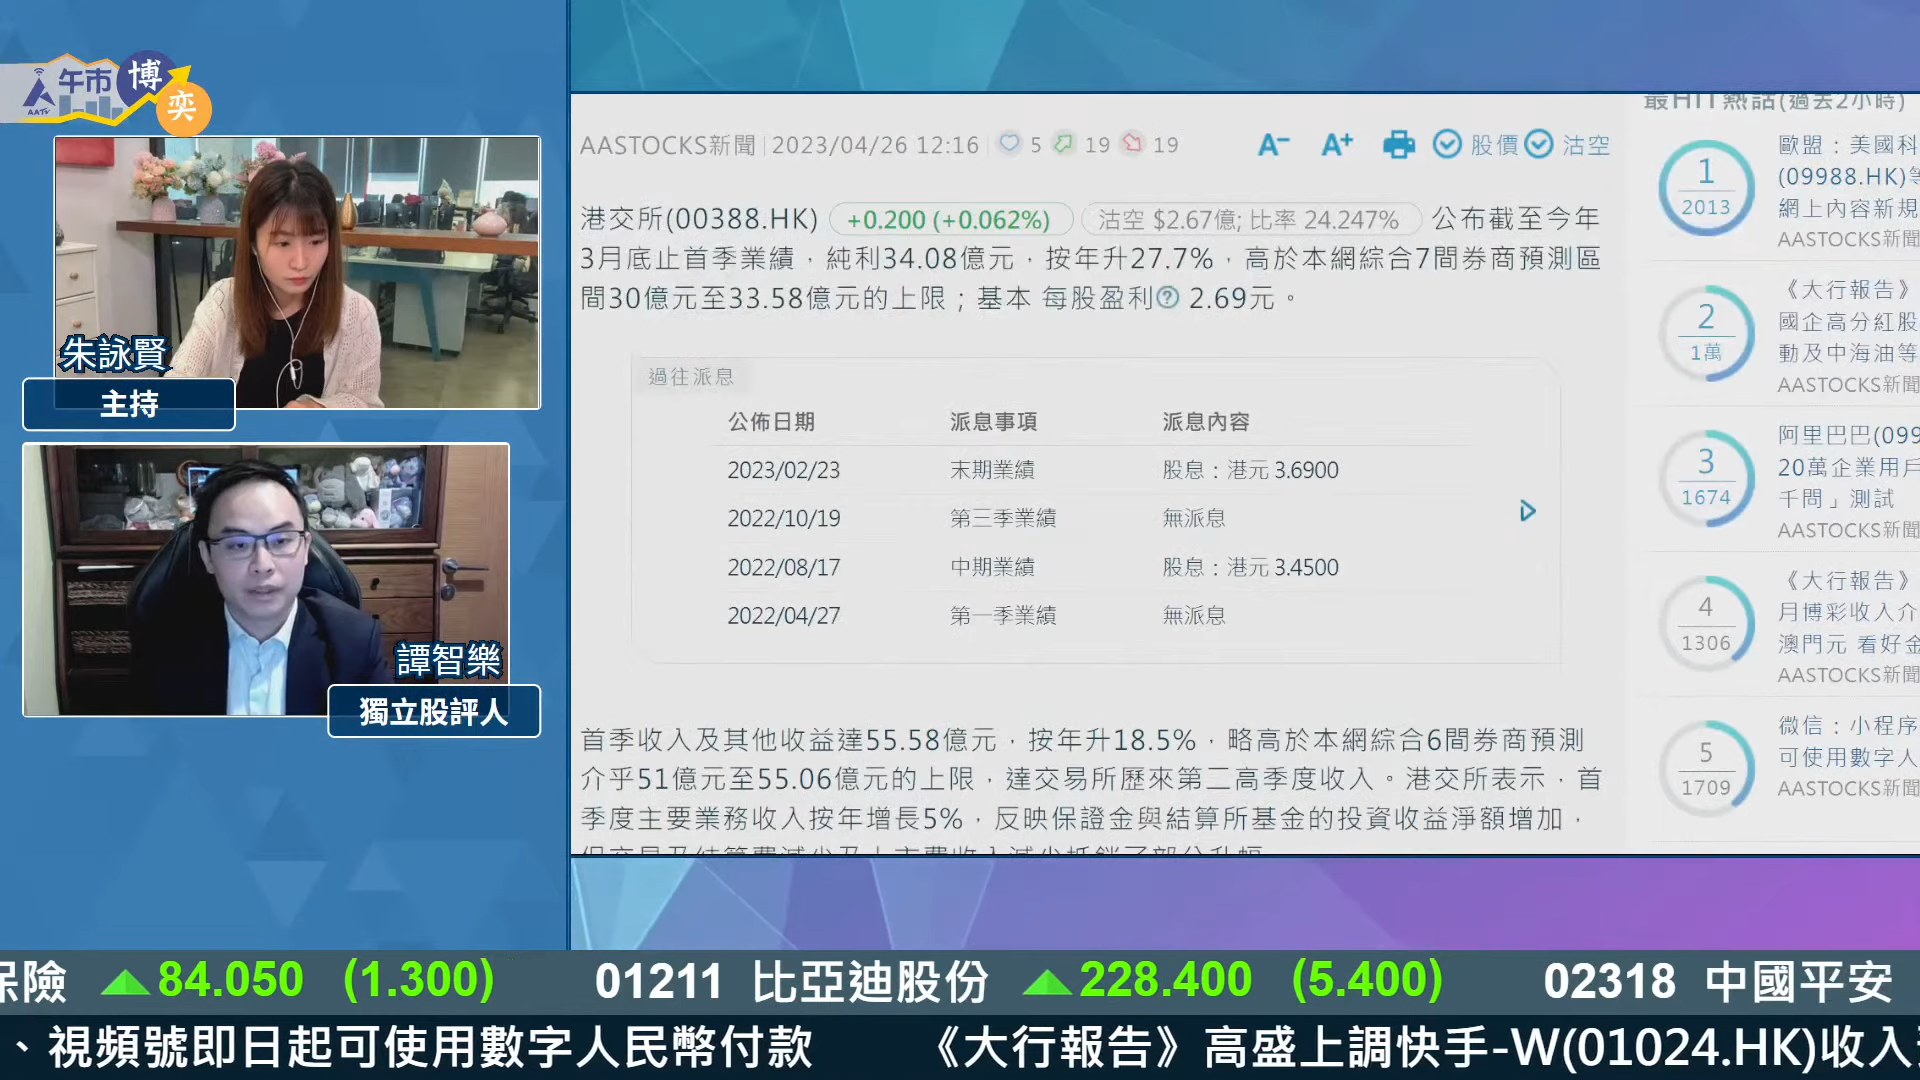 午市博奕
AATV
朱詠賢
主持
譚智樂
獨立股評人
AASTOCKS新聞 2023/04/26 12:16 5 19 19 A− A+ 股價 沽空
港交所(00388.HK) +0.200 (+0.062%) 沽空 $2.67億; 比率 24.247% 公布截至今年
3月底止首季業績，純利34.08億元，按年升27.7%，高於本網綜合7間券商預測區
間30億元至33.58億元的上限；基本 每股盈利? 2.69元。
過往派息
公佈日期 派息事項 派息內容
2023/02/23 末期業績 股息：港元 3.6900
2022/10/19 第三季業績 無派息
2022/08/17 中期業績 股息：港元 3.4500
2022/04/27 第一季業績 無派息
首季收入及其他收益達55.58億元，按年升18.5%，略高於本網綜合6間券商預測
介乎51億元至55.06億元的上限，達交易所歷來第二高季度收入。港交所表示，首
季度主要業務收入按年增長5%，反映保證金與結算所基金的投資收益淨額增加，
最HIT熱話(過去2小時)
1
2013
歐盟：美國科
(09988.HK)等
網上內容新規
AASTOCKS新聞
2
1萬
《大行報告》
國企高分紅股
動及中海油等
AASTOCKS新聞
3
1674
阿里巴巴(099
20萬企業用戶
千問」測試
AASTOCKS新聞
4
1306
《大行報告》
月博彩收入介
澳門元 看好金
AASTOCKS新聞
5
1709
微信：小程序
可使用數字人
AASTOCKS新聞
保險 84.050 (1.300) 01211 比亞迪股份 228.400 (5.400) 02318 中國平安
、視頻號即日起可使用數字人民幣付款 《大行報告》高盛上調快手-W(01024.HK)收入